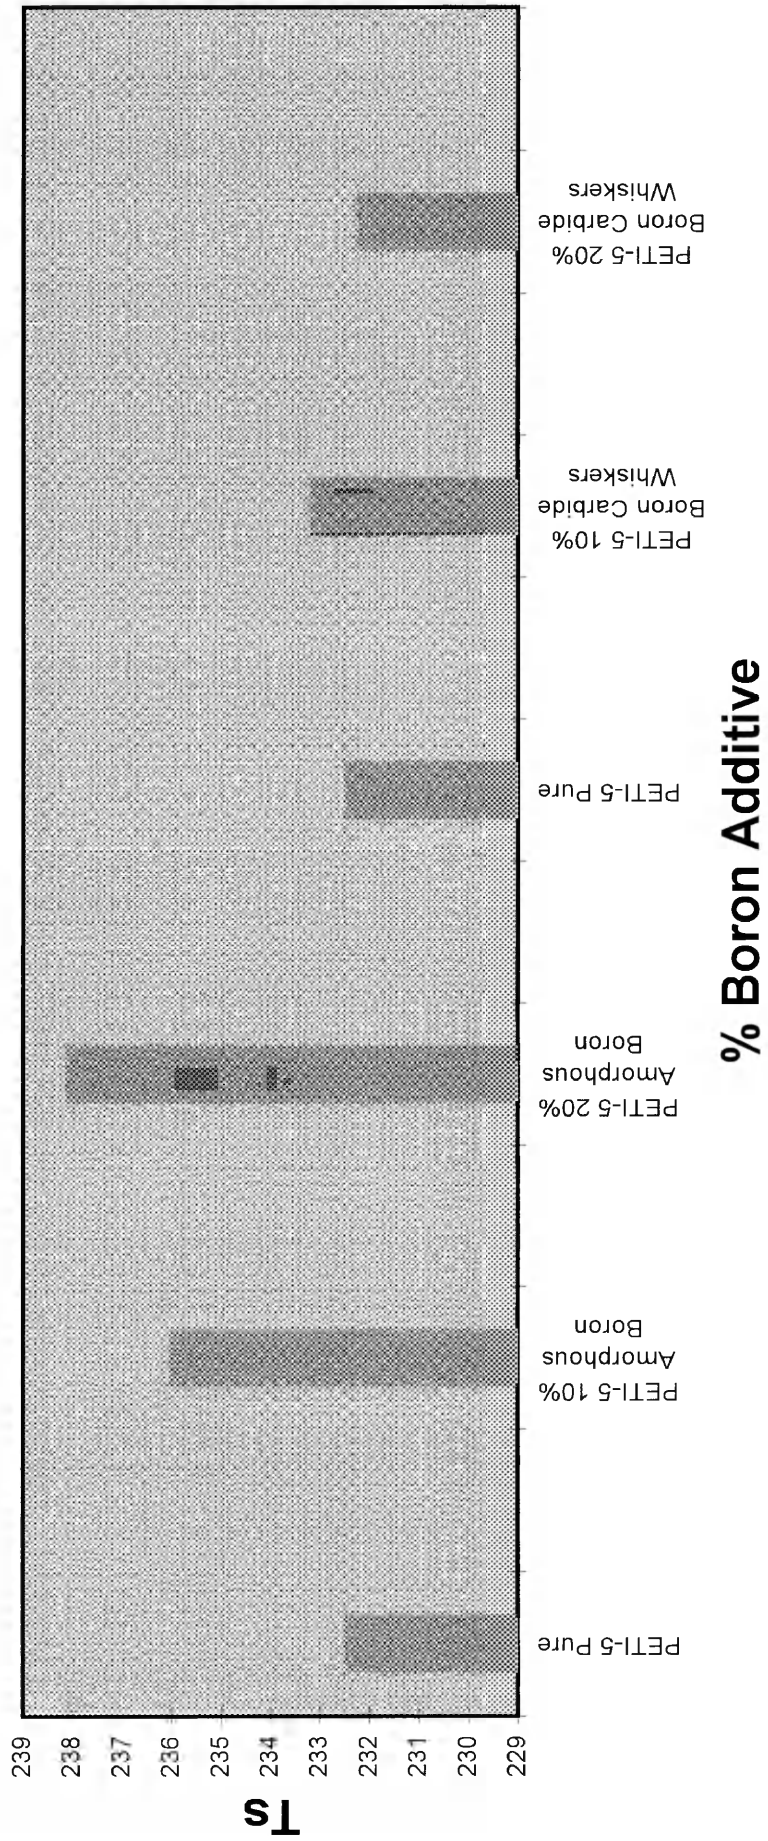 Ts
239
238
237
236
235
234
233
232
231
230
229
PETI-5 Pure
PETI-5 10%
Amorphous
Boron
PETI-5 20%
Amorphous
Boron
PETI-5 Pure
PETI-5 10%
Boron Carbide
Whiskers
PETI-5 20%
Boron Carbide
Whiskers
% Boron Additive